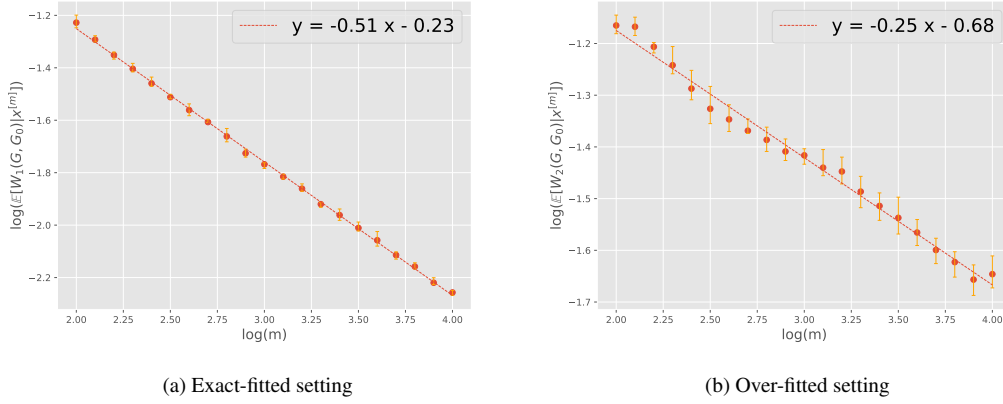 y = -0.51 x - 0.23
-1.2
-1.4
-1.6
-1.8
-2.0
-2.2
log(𝔼[W₁(G, G₀)|x^[m]])
2.00 2.25 2.50 2.75 3.00 3.25 3.50 3.75 4.00
log(m)
(a) Exact-fitted setting
y = -0.25 x - 0.68
-1.2
-1.3
-1.4
-1.5
-1.6
-1.7
log(𝔼[W₂(G, G₀)|x^[m]])
2.00 2.25 2.50 2.75 3.00 3.25 3.50 3.75 4.00
log(m)
(b) Over-fitted setting